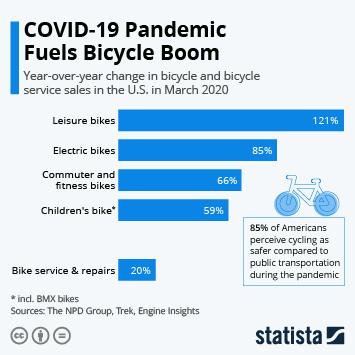 COVID-19 Pandemic
Fuels Bicycle Boom
Year-over-year change in bicycle and bicycle
service sales in the U.S. in March 2020
Leisure bikes 121%
Electric bikes 85%
Commuter and
fitness bikes 66%
Children's bike* 59%
Bike service & repairs 20%
85% of Americans
perceive cycling as
safer compared to
public transportation
during the pandemic
* incl. BMX bikes
Sources: The NPD Group, Trek, Engine Insights
cc
statista